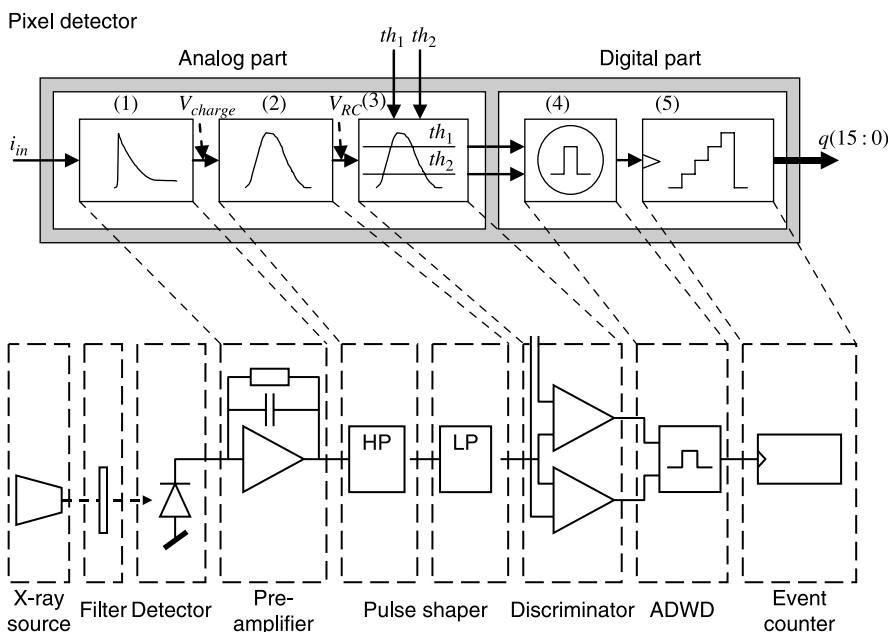 Pixel detector
Analog part
th1 th2
Digital part
(1) Vcharge (2) VRC (3) (4) (5)
iin th1 th2 q(15 : 0)
HP LP
X-ray source
Filter
Detector
Pre-amplifier
Pulse shaper
Discriminator
ADWD
Event counter